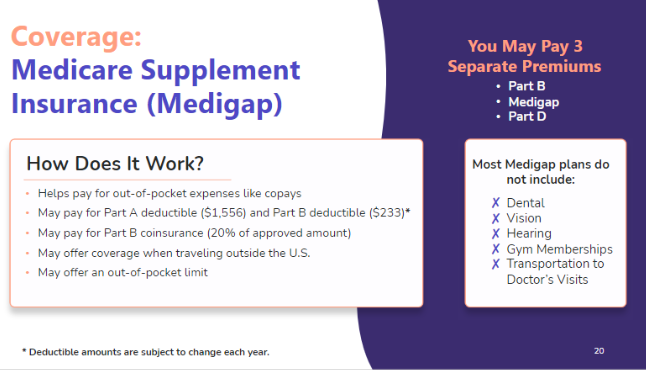 Coverage:
Medicare Supplement
Insurance (Medigap)
You May Pay 3
Separate Premiums
• Part B
• Medigap
• Part D
How Does It Work?
• Helps pay for out-of-pocket expenses like copays
• May pay for Part A deductible ($1,556) and Part B deductible ($233)*
• May pay for Part B coinsurance (20% of approved amount)
• May offer coverage when traveling outside the U.S.
• May offer an out-of-pocket limit
Most Medigap plans do
not include:
✗ Dental
✗ Vision
✗ Hearing
✗ Gym Memberships
✗ Transportation to
Doctor's Visits
* Deductible amounts are subject to change each year.
20